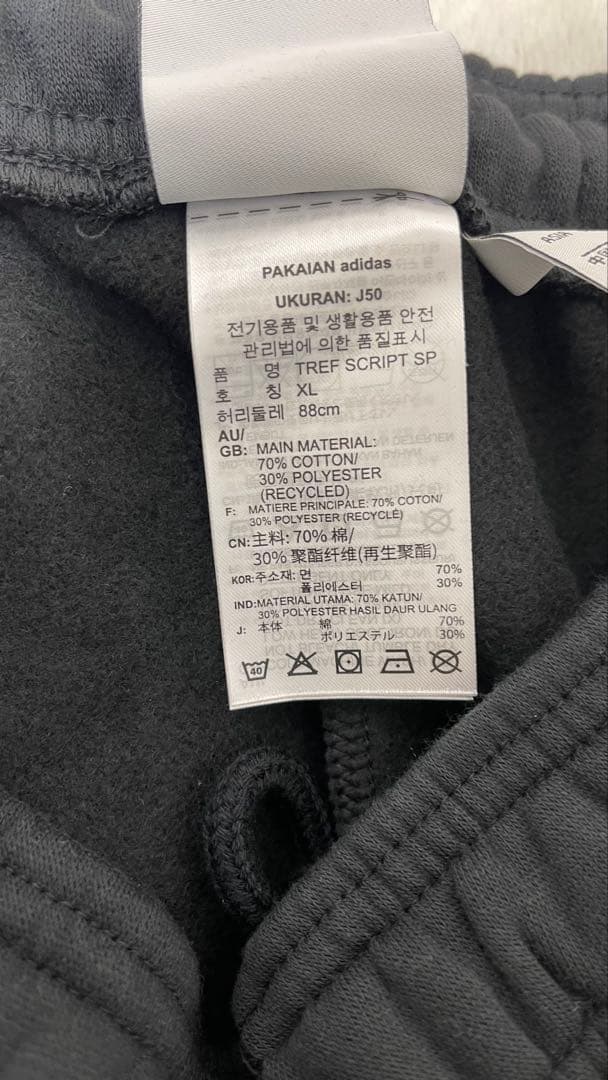 PAKAIAN adidas
UKURAN: J50
전기용품 및 생활용품 안전
관리법에 의한 품질표시
품 명 TREF SCRIPT SP
호 칭 XL
허리둘레 88cm
AU/
GB: MAIN MATERIAL:
70% COTTON/
30% POLYESTER
(RECYCLED)
F: MATIERE PRINCIPALE: 70% COTON/
30% POLYESTER (RECYCLÉ)
CN: 主料: 70% 棉/
30% 聚酯纤维(再生聚酯)
KOR: 주소재: 면 70%
폴리에스터 30%
IND: MATERIAL UTAMA: 70% KATUN/
30% POLYESTER HASIL DAUR ULANG
J: 本体 綿 70%
ポリエステル 30%
40
ASIA